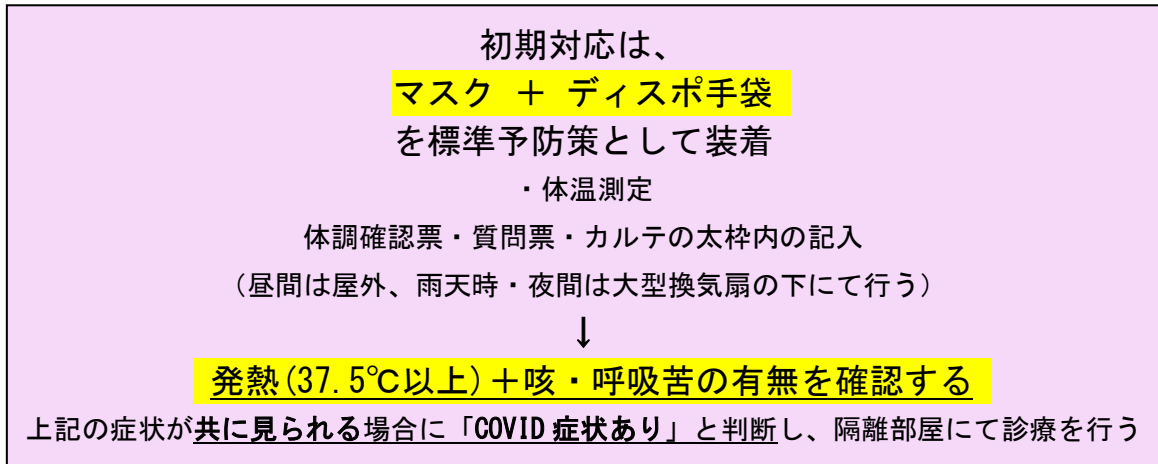 初期対応は、
マスク + ディスポ手袋
を標準予防策として装着
・体温測定
体調確認票・質問票・カルテの太枠内の記入
(昼間は屋外、雨天時・夜間は大型換気扇の下にて行う)
↓
発熱(37.5℃以上)+咳・呼吸苦の有無を確認する
上記の症状が共に見られる場合に「COVID症状あり」と判断し、隔離部屋にて診療を行う